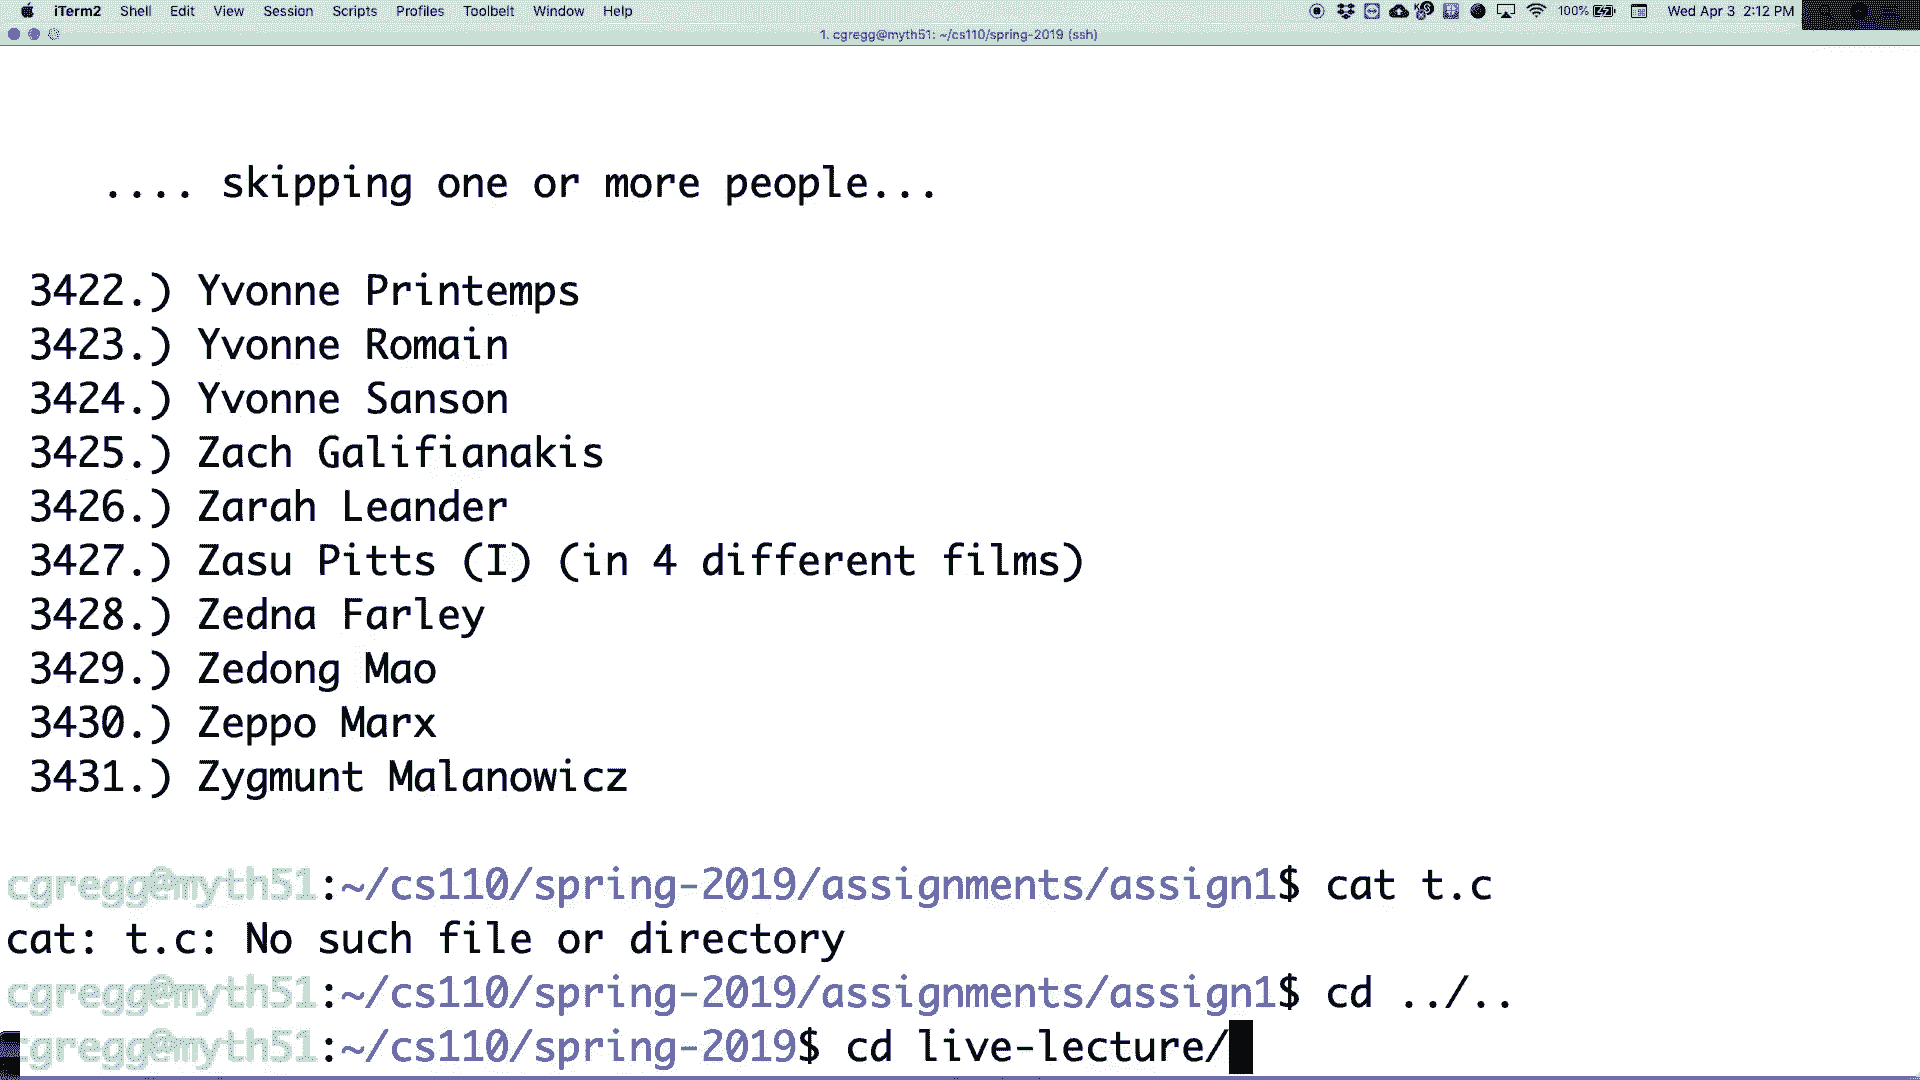 iTerm2 Shell Edit View Session Scripts Profiles Toolbelt Window Help 100% Wed Apr 3 2:12 PM
1. cgregg@myth51: ~/cs110/spring-2019 (ssh)
.... skipping one or more people...
3422.) Yvonne Printemps
3423.) Yvonne Romain
3424.) Yvonne Sanson
3425.) Zach Galifianakis
3426.) Zarah Leander
3427.) Zasu Pitts (I) (in 4 different films)
3428.) Zedna Farley
3429.) Zedong Mao
3430.) Zeppo Marx
3431.) Zygmunt Malanowicz
cgregg@myth51:~/cs110/spring-2019/assignments/assign1$ cat t.c
cat: t.c: No such file or directory
cgregg@myth51:~/cs110/spring-2019/assignments/assign1$ cd ../..
cgregg@myth51:~/cs110/spring-2019$ cd live-lecture/